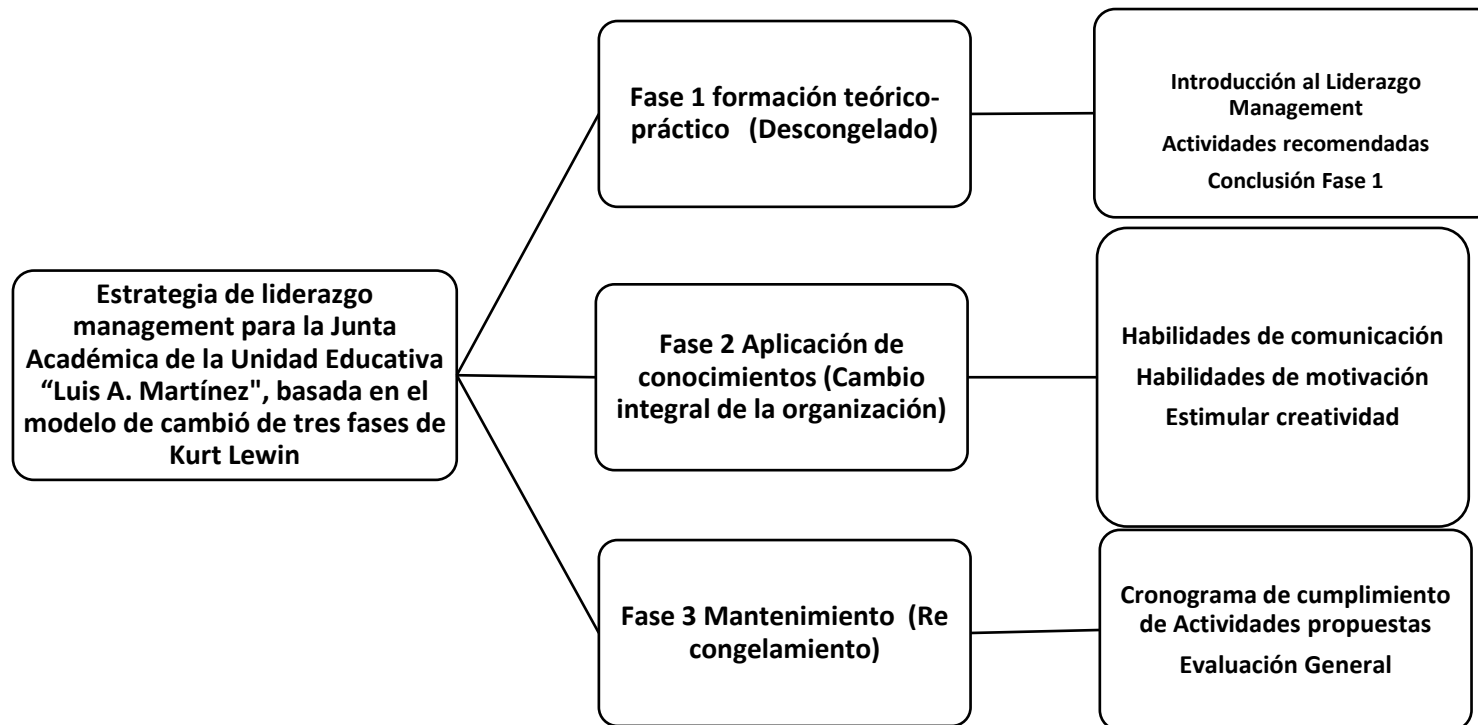 Estrategia de liderazgo
management para la Junta
Académica de la Unidad Educativa
“Luis A. Martínez", basada en el
modelo de cambió de tres fases de
Kurt Lewin
Fase 1 formación teórico-
práctico (Descongelado)
Introducción al Liderazgo
Management
Actividades recomendadas
Conclusión Fase 1
Fase 2 Aplicación de
conocimientos (Cambio
integral de la organización)
Habilidades de comunicación
Habilidades de motivación
Estimular creatividad
Fase 3 Mantenimiento (Re
congelamiento)
Cronograma de cumplimiento
de Actividades propuestas
Evaluación General